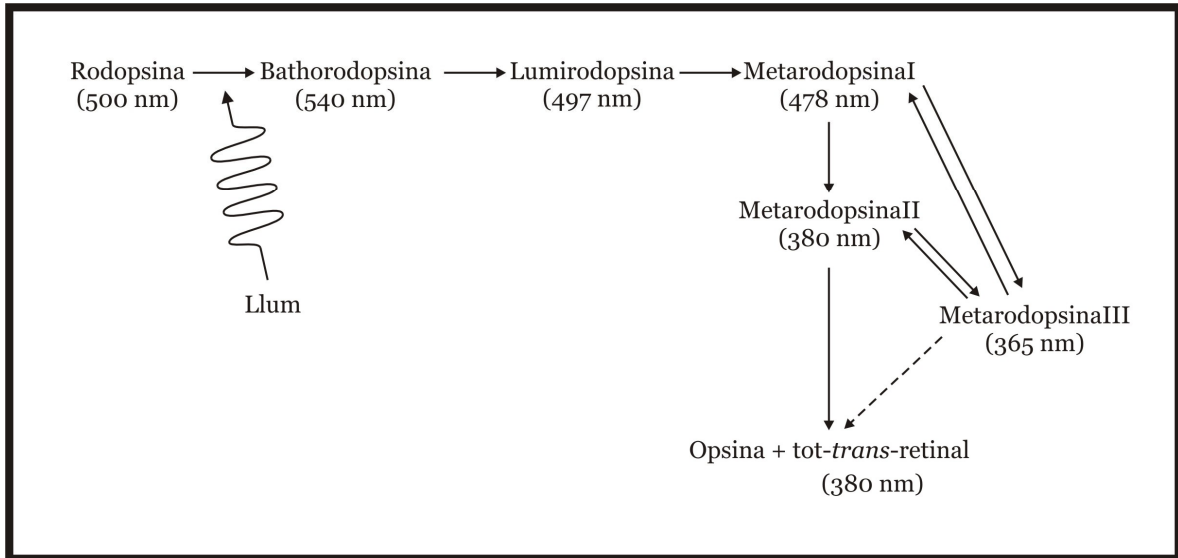 Rodopsina
(500 nm)
Bathorodopsina
(540 nm)
Lumirodopsina
(497 nm)
MetarodopsinaI
(478 nm)
MetarodopsinaII
(380 nm)
Llum
MetarodopsinaIII
(365 nm)
Opsina + tot-trans-retinal
(380 nm)